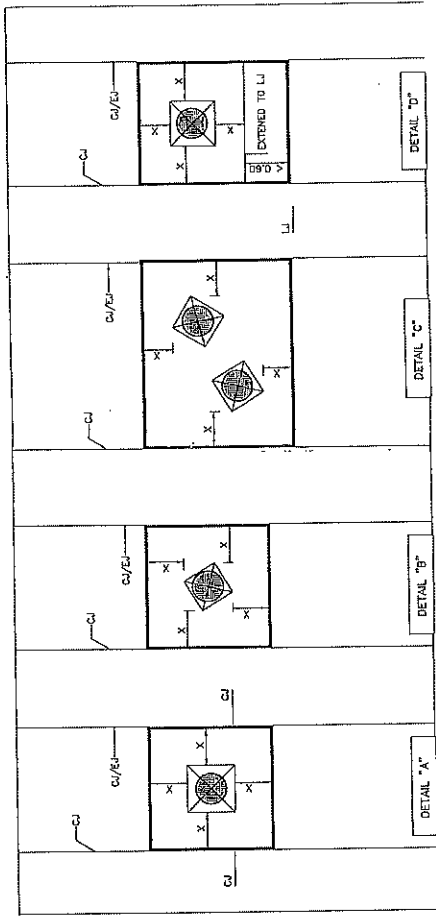 CJ
CJ/EJ
X
X
X
X
CJ
CJ
DETAIL "A"
CJ
CJ/EJ
X
X
X
X
DETAIL "B"
CJ
CJ/EJ
X
X
X
X
DETAIL "C"
CJ
CJ/EJ
X
X
X
X
EXTENED TO LJ
< 0.60
LJ
DETAIL "D"